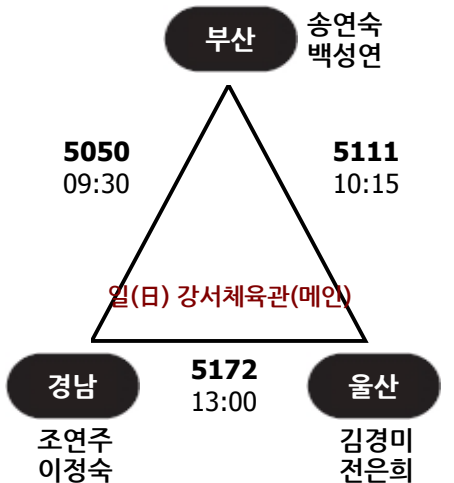 부산
송연숙
백성연
5050
09:30
5111
10:15
일(日) 강서체육관(메인)
경남
5172
13:00
울산
조연주
이정숙
김경미
전은희